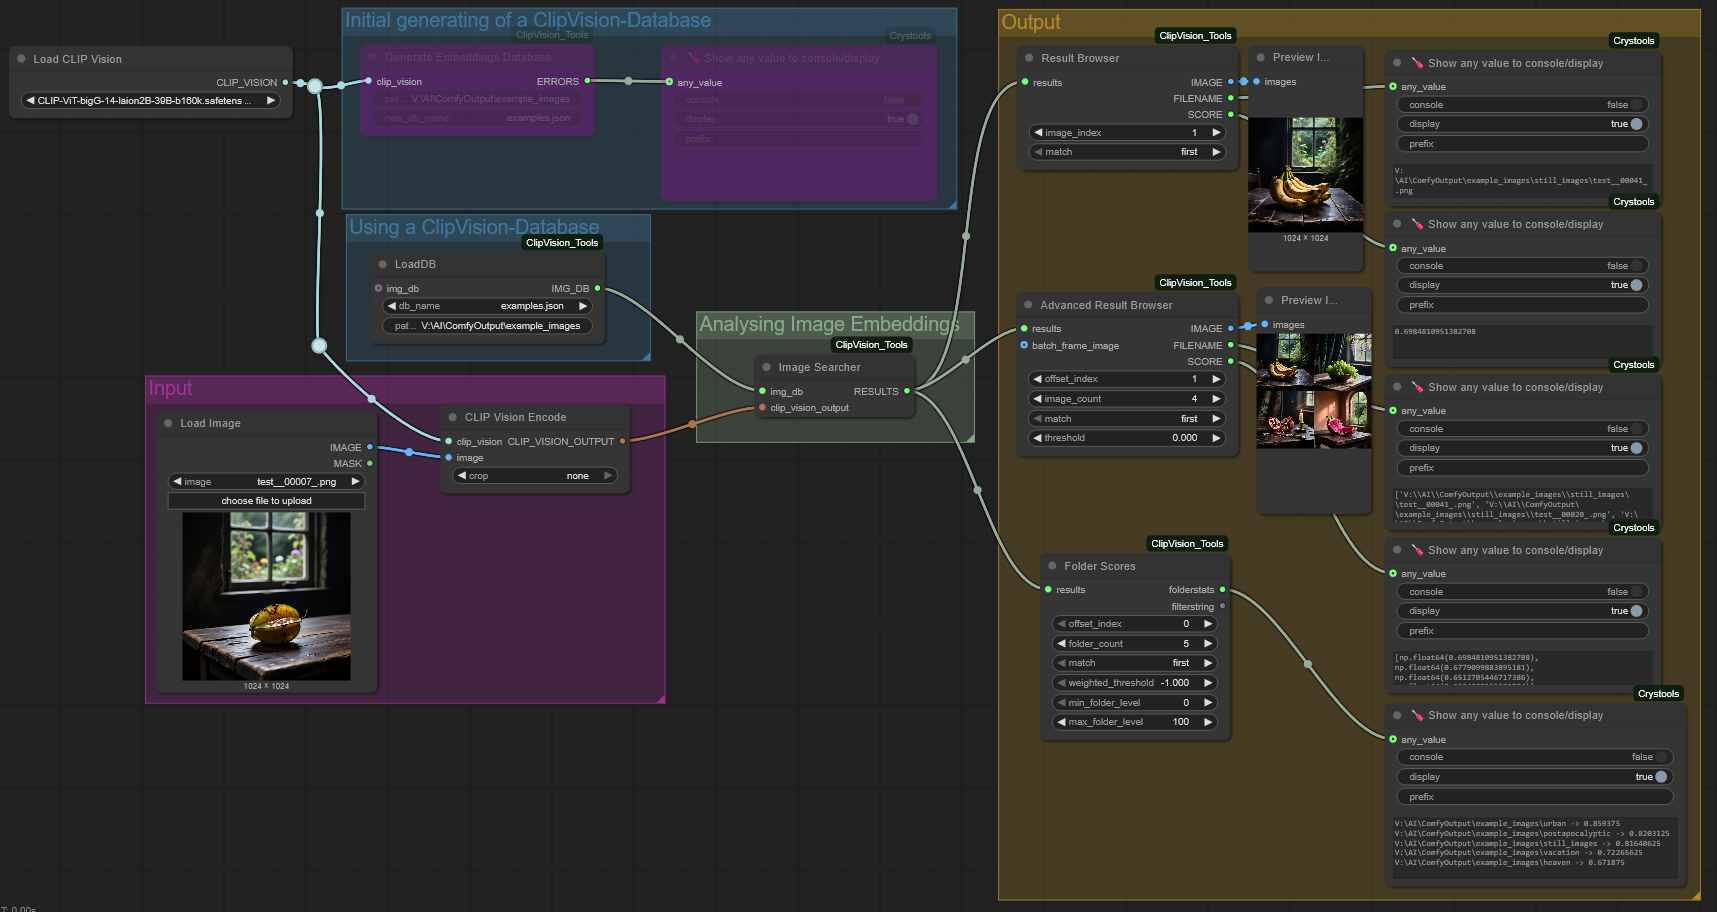 Load CLIP Vision
CLIP_VISION
CLIP-ViT-bigG-14-laion2B-39B-b160k.safetens ...
Initial generating of a ClipVision-Database
ClipVision_Tools
Generate Embeddings Database
clip_vision
ERRORS
pat... V:\AI\ComfyOutput\example_images
new_db_name examples.json
Crystools
Show any value to console/display
any_value
console false
display true
prefix
Using a ClipVision-Database
ClipVision_Tools
LoadDB
img_db IMG_DB
db_name examples.json
pat... V:\AI\ComfyOutput\example_images
Input
Load Image
IMAGE
MASK
image test__00007_.png
choose file to upload
1024 x 1024
CLIP Vision Encode
clip_vision CLIP_VISION_OUTPUT
image
crop none
Analysing Image Embeddings
ClipVision_Tools
Image Searcher
img_db RESULTS
clip_vision_output
Output
ClipVision_Tools
Result Browser
results IMAGE
FILENAME
SCORE
image_index 1
match first
Preview I...
images
1024 x 1024
ClipVision_Tools
Advanced Result Browser
results IMAGE
batch_frame_image FILENAME
SCORE
offset_index 1
image_count 4
match first
threshold 0.000
Preview I...
images
ClipVision_Tools
Folder Scores
results folderstats
filterstring
offset_index 0
folder_count 5
match first
weighted_threshold -1.000
min_folder_level 0
max_folder_level 100
Crystools
Show any value to console/display
any_value
console false
display true
prefix
V:
\AI\ComfyOutput\example_images\still_images\test__00041_
.png
Crystools
Show any value to console/display
any_value
console false
display true
prefix
0.6984810951382708
Crystools
Show any value to console/display
any_value
console false
display true
prefix
['V:\\AI\\ComfyOutput\\example_images\\still_images\
\test__00041_.png', 'V:\\AI\\ComfyOutput\
\example_images\\still_images\\test__00020_.png', 'V:\
Crystools
Show any value to console/display
any_value
console false
display true
prefix
[np.float64(0.6984810951382708),
np.float64(0.6779099883895181),
np.float64(0.6512705446717386),
Crystools
Show any value to console/display
any_value
console false
display true
prefix
V:\AI\ComfyOutput\example_images\urban -> 0.859375
V:\AI\ComfyOutput\example_images\postapocalyptic -> 0.8203125
V:\AI\ComfyOutput\example_images\still_images -> 0.81640625
V:\AI\ComfyOutput\example_images\vacation -> 0.72265625
V:\AI\ComfyOutput\example_images\heaven -> 0.671875
T: 0.00s